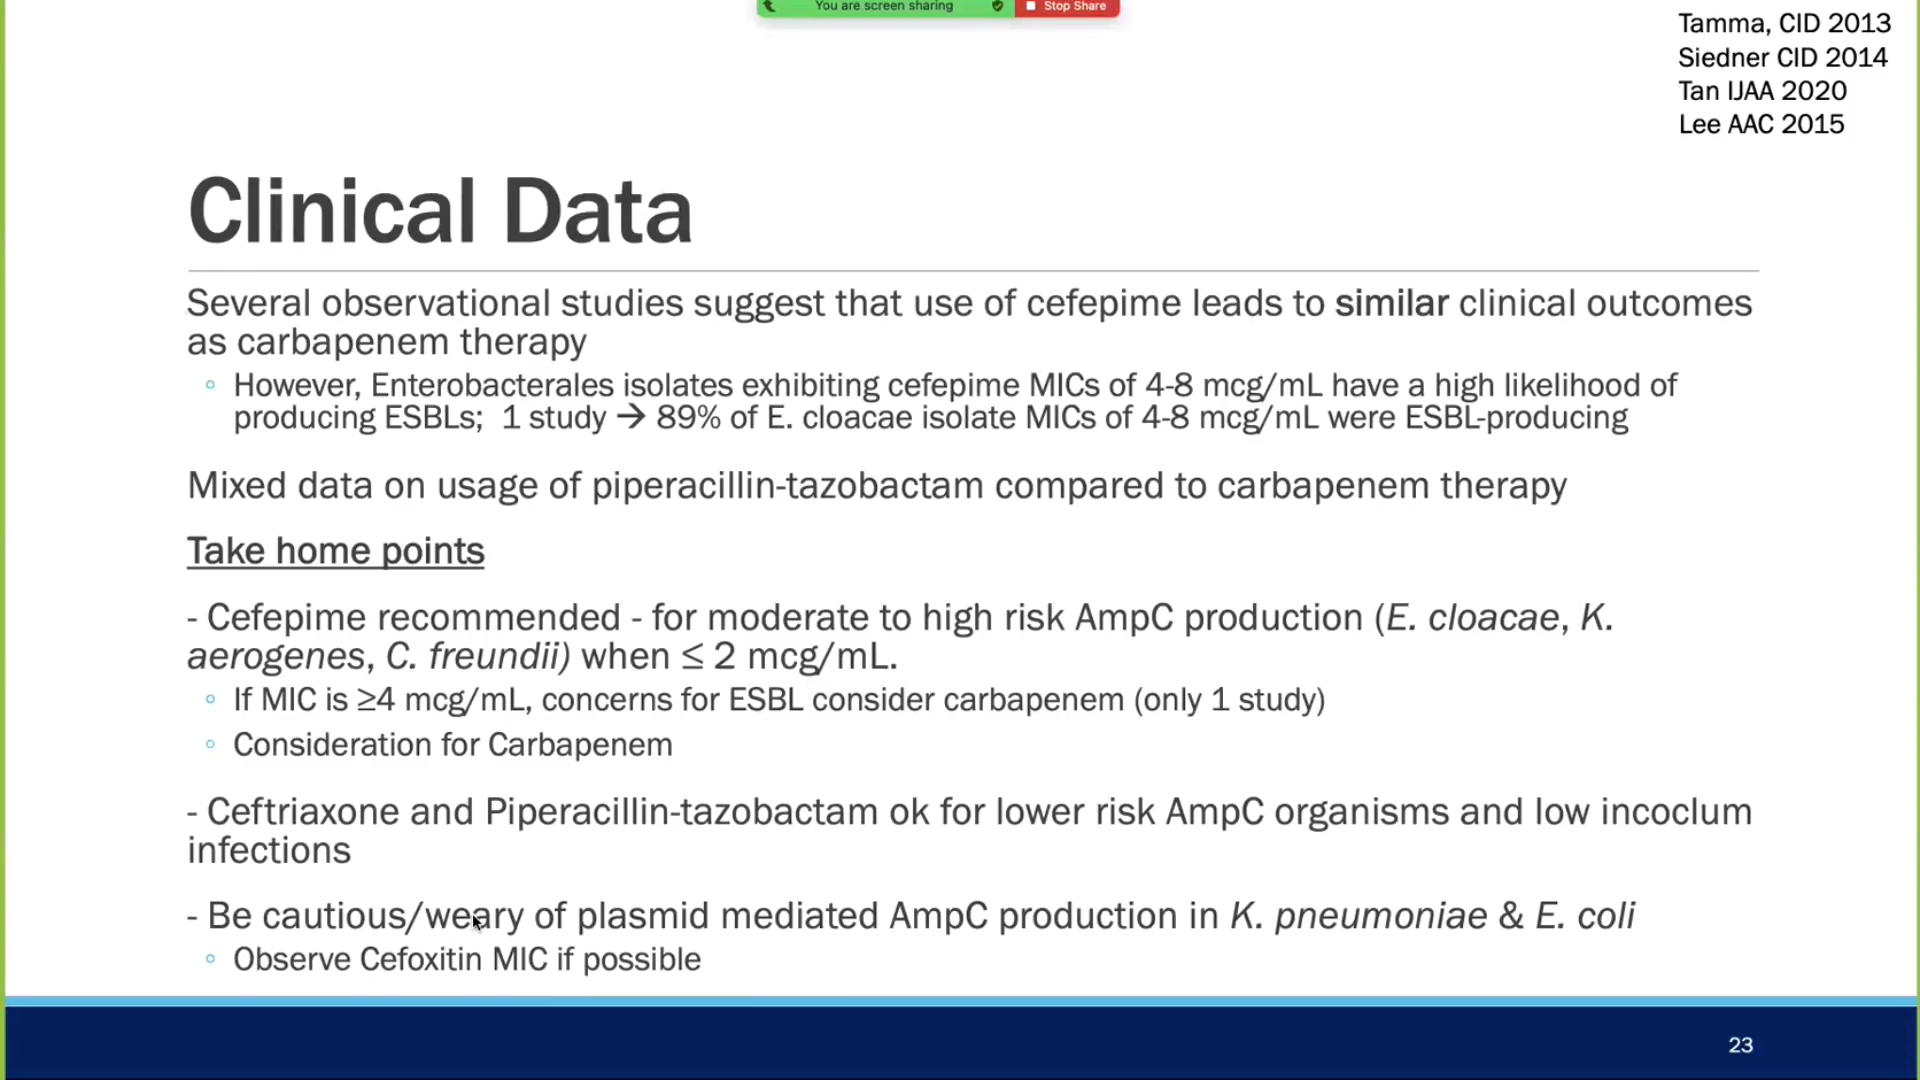 You are screen sharing
Stop Share
Tamma, CID 2013
Siedner CID 2014
Tan IJAA 2020
Lee AAC 2015
Clinical Data
Several observational studies suggest that use of cefepime leads to similar clinical outcomes
as carbapenem therapy
◦ However, Enterobacterales isolates exhibiting cefepime MICs of 4-8 mcg/mL have a high likelihood of
producing ESBLs; 1 study → 89% of E. cloacae isolate MICs of 4-8 mcg/mL were ESBL-producing
Mixed data on usage of piperacillin-tazobactam compared to carbapenem therapy
Take home points
- Cefepime recommended - for moderate to high risk AmpC production (E. cloacae, K.
aerogenes, C. freundii) when ≤ 2 mcg/mL.
◦ If MIC is ≥4 mcg/mL, concerns for ESBL consider carbapenem (only 1 study)
◦ Consideration for Carbapenem
- Ceftriaxone and Piperacillin-tazobactam ok for lower risk AmpC organisms and low incoclum
infections
- Be cautious/weary of plasmid mediated AmpC production in K. pneumoniae & E. coli
◦ Observe Cefoxitin MIC if possible
23